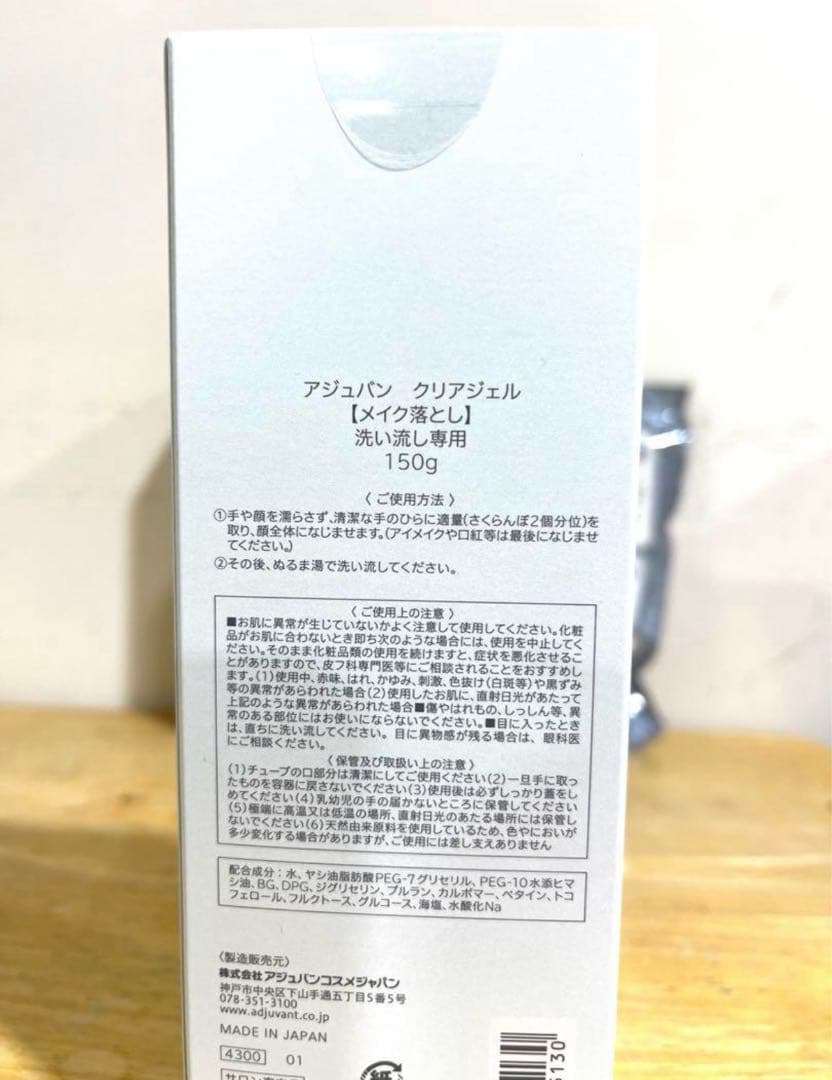 アジュバン　クリアジェル
【メイク落とし】
洗い流し専用
150g
〈 ご使用方法 〉
①手や顔を濡らさず、清潔な手のひらに適量(さくらんぼ2個分位)を
取り、顔全体になじませます。(アイメイクや口紅等は最後になじませ
てください。)
②その後、ぬるま湯で洗い流してください。
〈 ご使用上の注意 〉
■お肌に異常が生じていないかよく注意して使用してください。化粧
品がお肌に合わないとき即ち次のような場合には、使用を中止してく
ださい。そのまま化粧品類の使用を続けますと、症状を悪化させるこ
とがありますので、皮フ科専門医等にご相談されることをおすすめし
ます。(1)使用中、赤味、はれ、かゆみ、刺激、色抜け(白斑等)や黒ずみ
等の異常があらわれた場合(2)使用したお肌に、直射日光があたって
上記のような異常があらわれた場合■傷やはれもの、しっしん等、異
常のある部位にはお使いにならないでください。■目に入ったとき
は、直ちに洗い流してください。目に異物感が残る場合は、眼科医
にご相談ください。
〈 保管及び取扱い上の注意 〉
(1)チューブの口部分は清潔にしてご使用ください(2)一旦手に取っ
たものを容器に戻さないでください(3)使用後は必ずしっかり蓋をし
めてください(4)乳幼児の手の届かないところに保管してください
(5)極端に高温又は低温の場所、直射日光のあたる場所には保管し
ないでください(6)天然由来原料を使用しているため、色やにおいが
多少変化する場合がありますが、ご使用には差し支えありません
配合成分：水、ヤシ油脂肪酸PEG-7グリセリル、PEG-10水添ヒマ
シ油、BG、DPG、ジグリセリン、プルラン、カルボマー、ベタイン、トコ
フェロール、フルクトース、グルコース、海塩、水酸化Na
〈製造販売元〉
株式会社アジュバンコスメジャパン
神戸市中央区下山手通五丁目5番5号
078-351-3100
www.adjuvant.co.jp
MADE IN JAPAN
4300 01
紙
5130